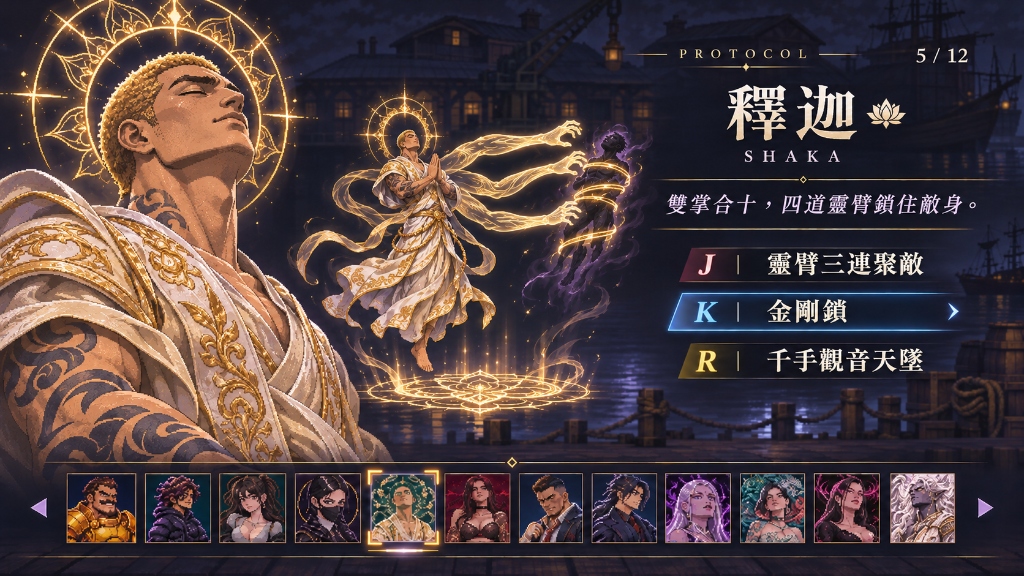 PROTOCOL
5 / 12
釋迦
SHAKA
雙掌合十，四道靈臂鎖住敵身。
J | 靈臂三連聚敵
K | 金剛鎖
R | 千手觀音天墜